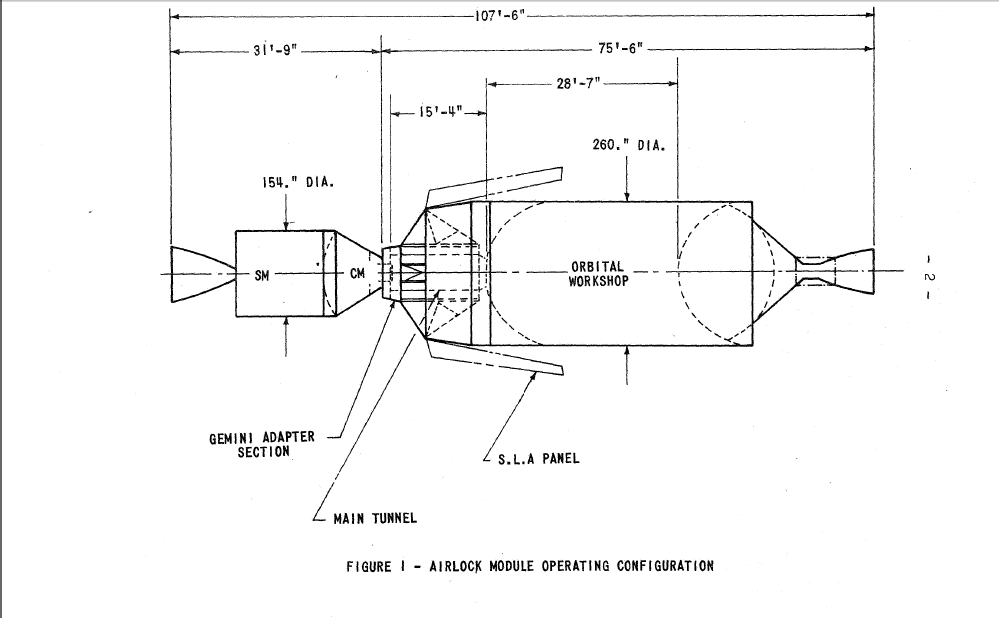 107'-6"
31'-9"
75'-6"
28'-7"
15'-4"
260." DIA.
154." DIA.
SM
CM
ORBITAL
WORKSHOP
- 2 -
GEMINI ADAPTER
SECTION
S.L.A PANEL
MAIN TUNNEL
FIGURE 1 - AIRLOCK MODULE OPERATING CONFIGURATION